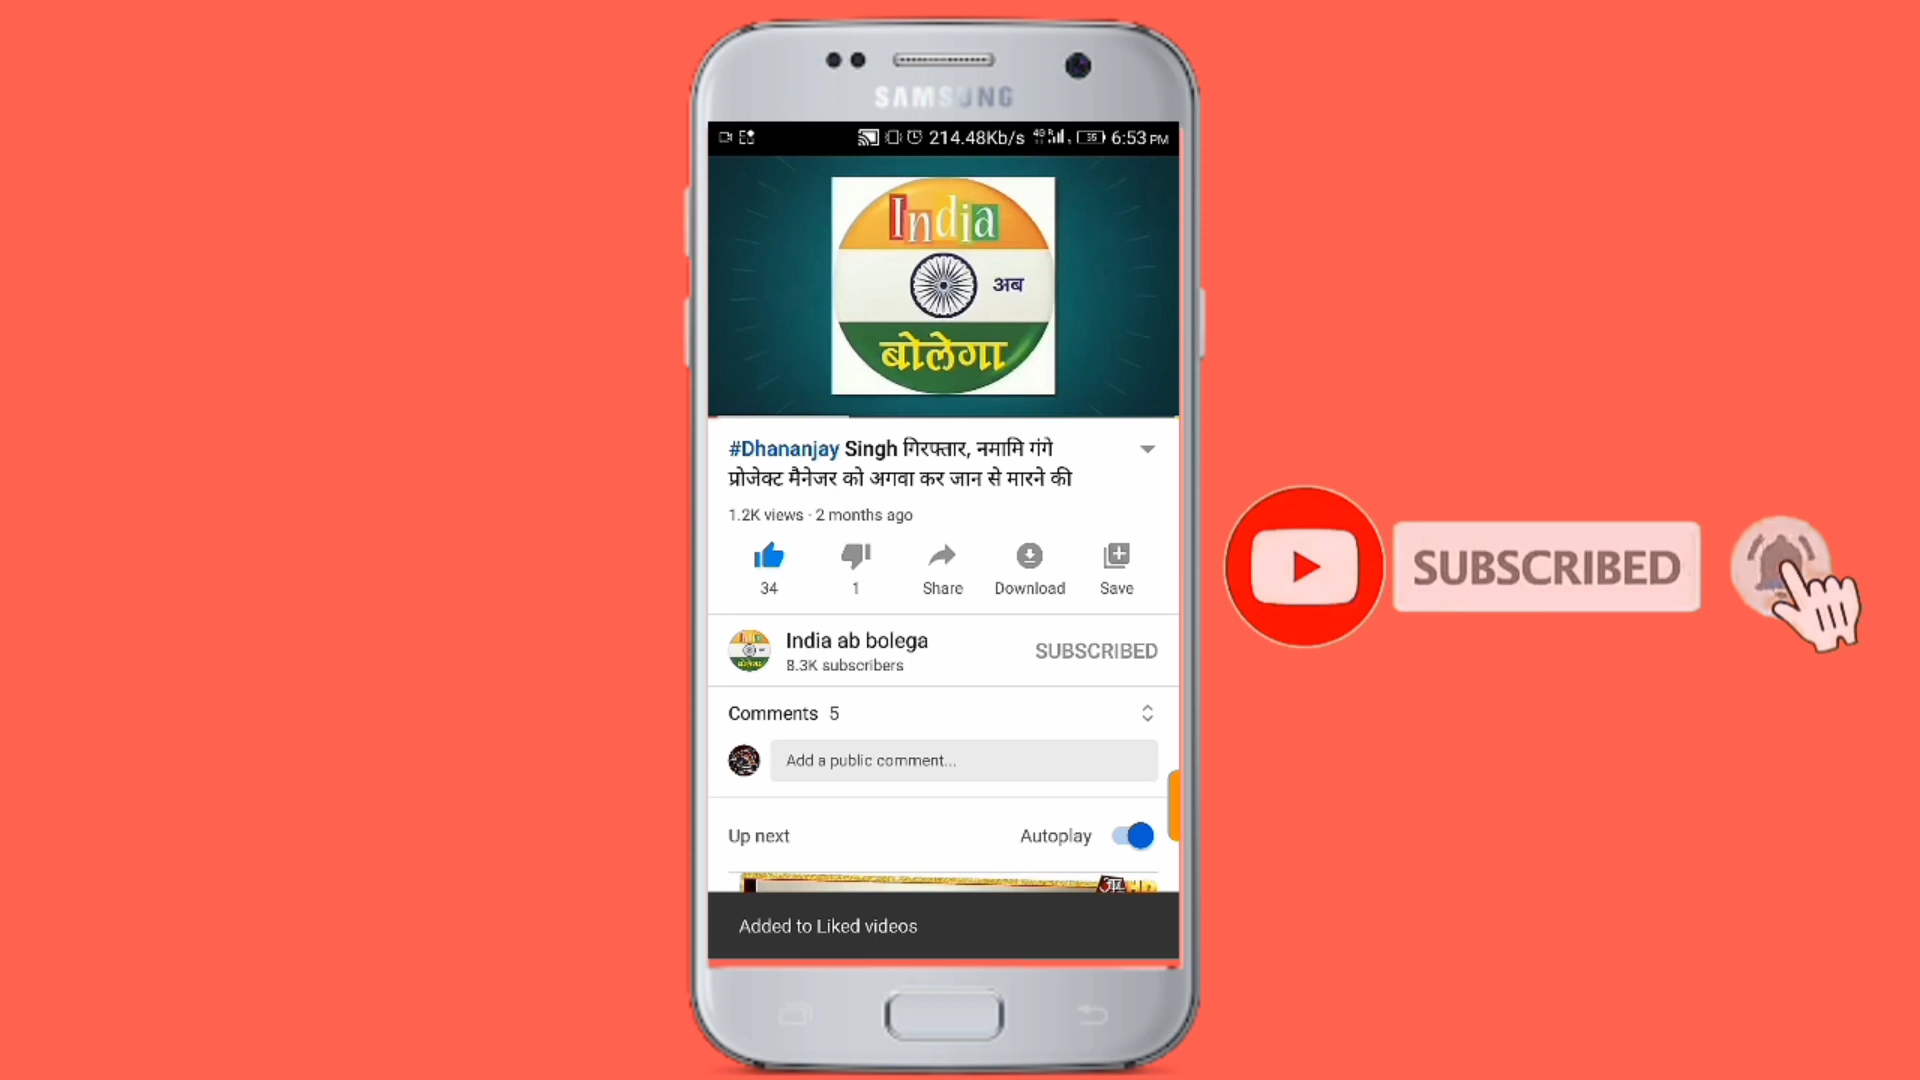 SAMSUNG
214.48Kb/s 4G R 35 6:53 PM
India
अब
बोलेगा
#Dhananjay Singh गिरफ्तार, नमामि गंगे
प्रोजेक्ट मैनेजर को अगवा कर जान से मारने की
1.2K views · 2 months ago
34 1 Share Download Save
India ab bolega
8.3K subscribers
SUBSCRIBED
Comments 5
Add a public comment...
Up next Autoplay
Added to Liked videos
SUBSCRIBED